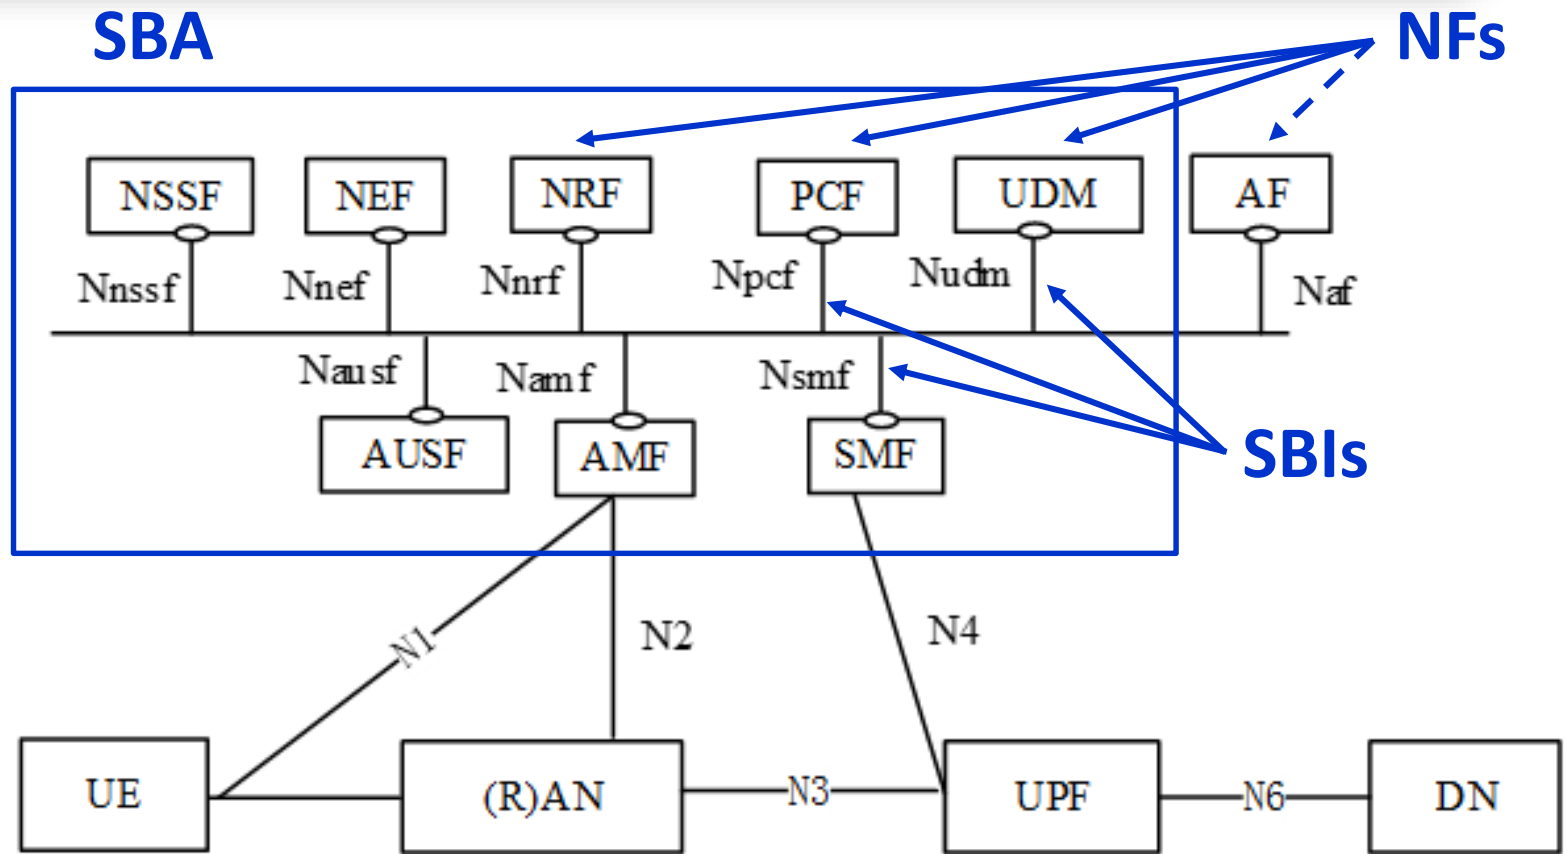 SBA
NFs
NSSF
NEF
NRF
PCF
UDM
AF
Nnssf
Nnef
Nnrf
Npcf
Nudm
Naf
Nausf
Namf
Nsmf
AUSF
AMF
SMF
SBIs
N1
N2
N4
UE
(R)AN
N3
UPF
N6
DN